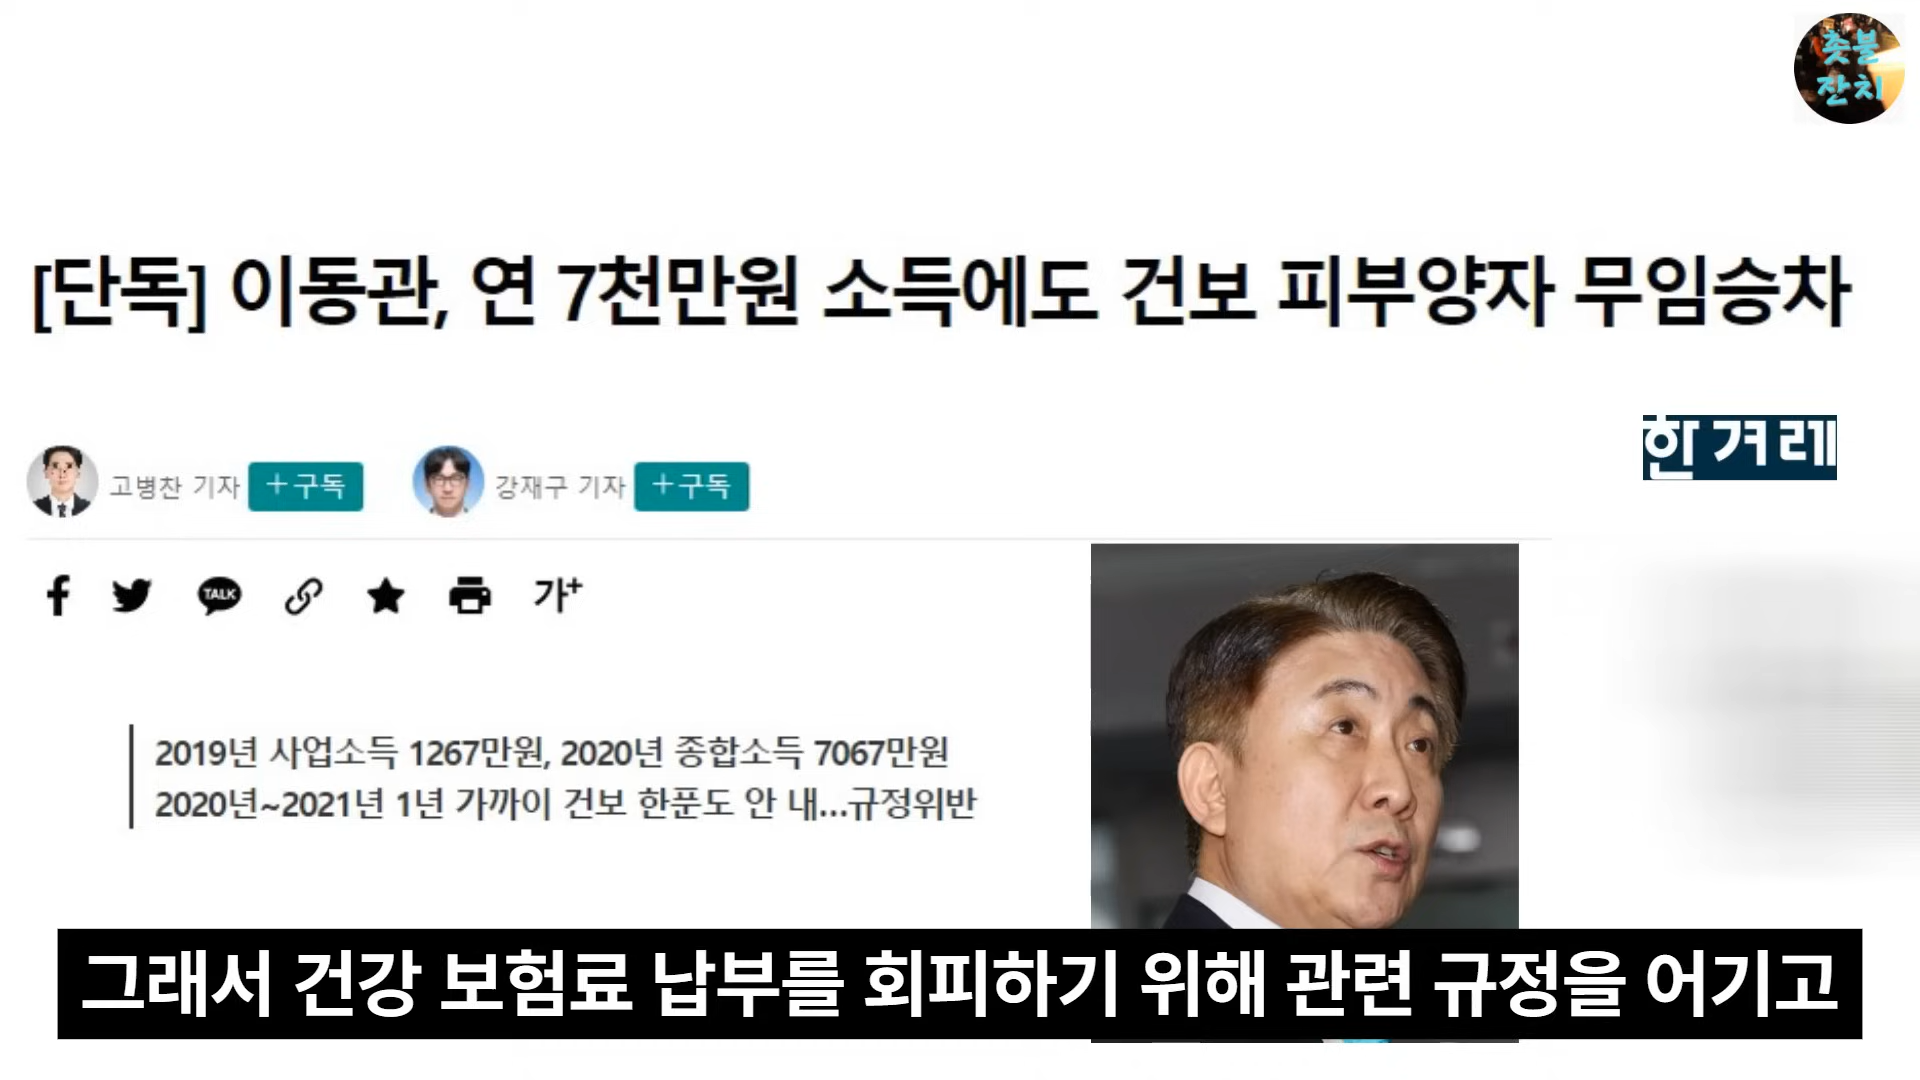 촛불
잔치
[단독] 이동관, 연 7천만원 소득에도 건보 피부양자 무임승차
한겨레
고병찬 기자 +구독 강재구 기자 +구독
TALK 가+
2019년 사업소득 1267만원, 2020년 종합소득 7067만원
2020년~2021년 1년 가까이 건보 한푼도 안 내...규정위반
그래서 건강 보험료 납부를 회피하기 위해 관련 규정을 어기고